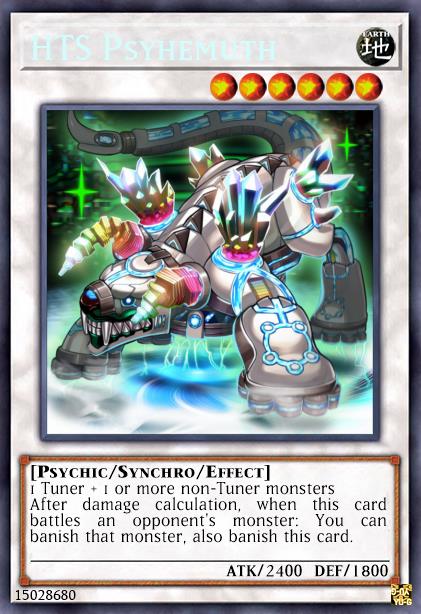 HTS Psyhemuth
EARTH
地
[Psychic/Synchro/Effect]
1 Tuner + 1 or more non-Tuner monsters
After damage calculation, when this card
battles an opponent's monster: You can
banish that monster, also banish this card.
ATK/2400 DEF/1800
15028680